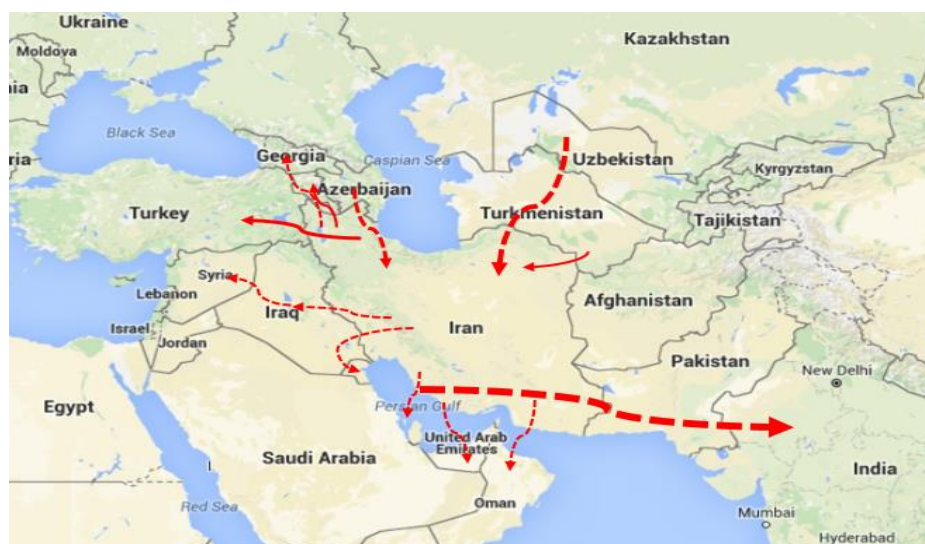 Ukraine
Moldova
Kazakhstan
nia
Black Sea
ria
Georgia
Caspian Sea
Uzbekistan
Kyrgyzstan
Azerbaijan
Turkey
Turkmenistan
Tajikistan
Syria
Lebanon
Afghanistan
Iraq
Iran
Israel
Jordan
Pakistan
New Delhi
Egypt
Persian Gulf
United Arab
Emirates
Saudi Arabia
India
Oman
Red Sea
Mumbai
Hyderabad